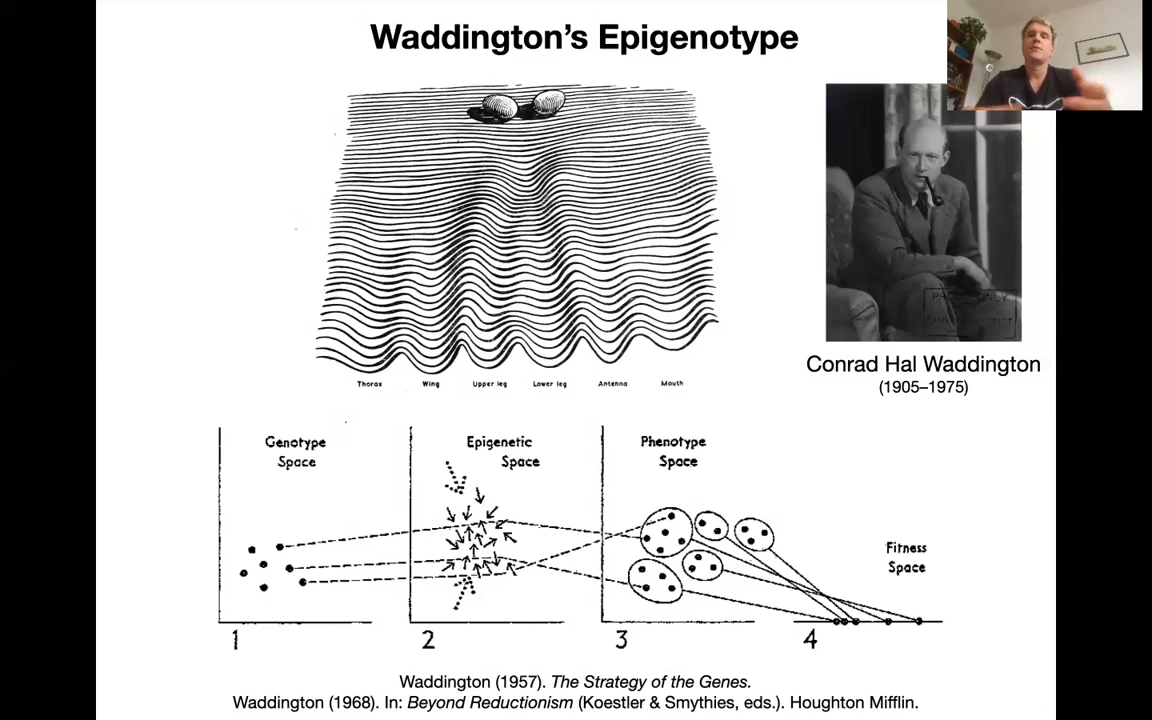 Waddington’s Epigenotype
Thorax Wing Upper leg Lower leg Antenna Mouth
Conrad Hal Waddington
(1905–1975)
Genotype
Space
Epigenetic
Space
Phenotype
Space
Fitness
Space
1 2 3 4
Waddington (1957). The Strategy of the Genes.
Waddington (1968). In: Beyond Reductionism (Koestler & Smythies, eds.). Houghton Mifflin.